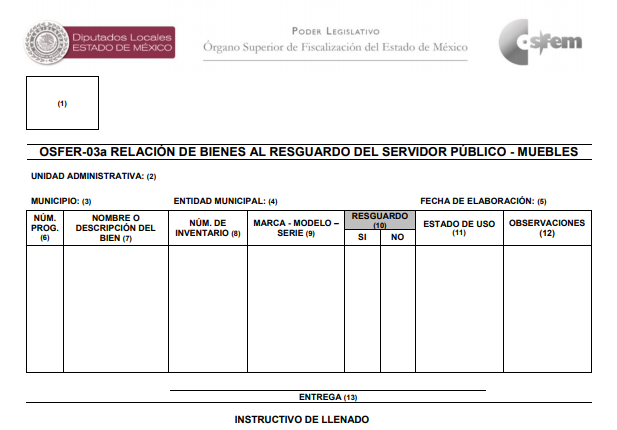 Diputados Locales
ESTADO DE MÉXICO
PODER LEGISLATIVO
Órgano Superior de Fiscalización del Estado de México
osfem
(1)
OSFER-03a RELACIÓN DE BIENES AL RESGUARDO DEL SERVIDOR PÚBLICO - MUEBLES
UNIDAD ADMINISTRATIVA: (2)
MUNICIPIO: (3) ENTIDAD MUNICIPAL: (4) FECHA DE ELABORACIÓN: (5)
NÚM.
PROG.
(6)
NOMBRE O
DESCRIPCIÓN DEL
BIEN (7)
NÚM. DE
INVENTARIO (8)
MARCA - MODELO –
SERIE (9)
RESGUARDO
(10)
SI NO
ESTADO DE USO
(11)
OBSERVACIONES
(12)
ENTREGA (13)
INSTRUCTIVO DE LLENADO